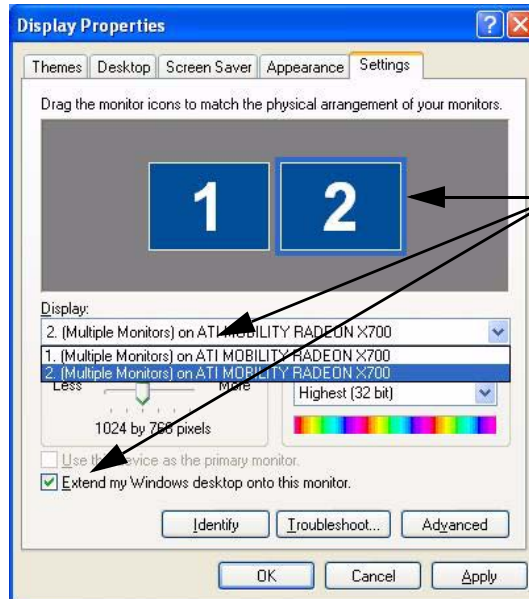 Display Properties
Themes Desktop Screen Saver Appearance Settings
Drag the monitor icons to match the physical arrangement of your monitors.
1 2
Display:
2. (Multiple Monitors) on ATI MOBILITY RADEON X700
1. (Multiple Monitors) on ATI MOBILITY RADEON X700
2. (Multiple Monitors) on ATI MOBILITY RADEON X700
Less More Highest (32 bit)
1024 by 768 pixels
Use this device as the primary monitor.
Extend my Windows desktop onto this monitor.
Identify Troubleshoot... Advanced
OK Cancel Apply